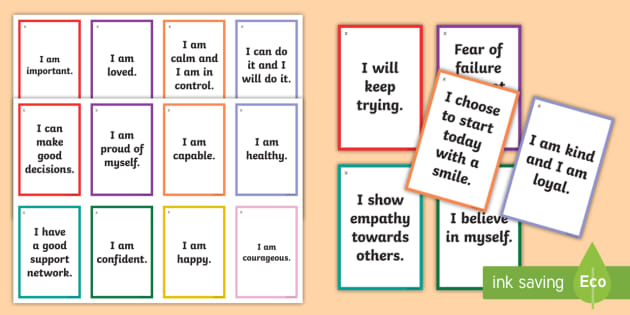 I am
important.
I am
loved.
I am
calm and
I am in
control.
I can do
it and I
will do it.
I can
make
good
decisions.
I am
proud of
myself.
I am
capable.
I am
healthy.
I have
a good
support
network.
I am
confident.
I am
happy.
I am
courageous.
I will
keep
trying.
Fear of
failure
I choose
to start
today
with a
smile.
I am kind
and I am
loyal.
I show
empathy
towards
others.
I believe
in myself.
ink saving
Eco